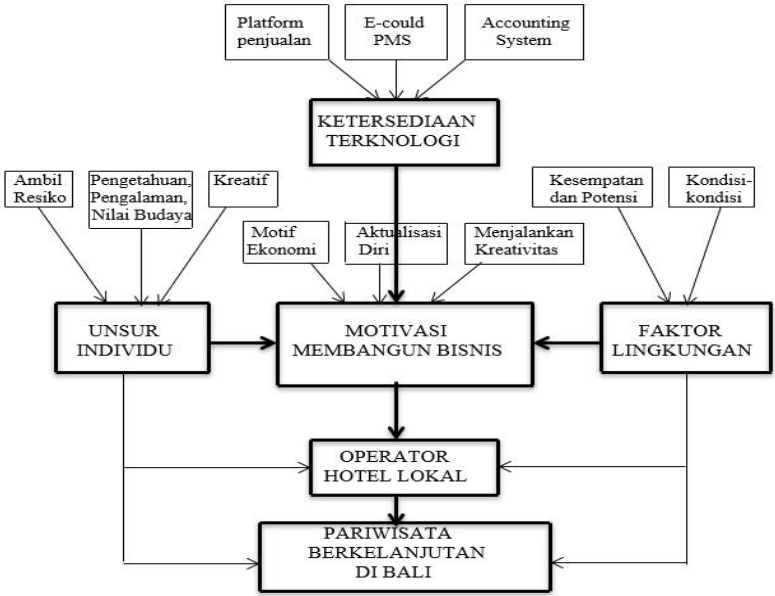 Platform
penjualan
E-could
PMS
Accounting
System
KETERSEDIAAN
TERKNOLOGI
Ambil
Resiko
Pengetahuan,
Pengalaman,
Nilai Budaya
Kreatif
Kesempatan
dan Potensi
Kondisi-
kondisi
Motif
Ekonomi
Aktualisasi
Diri
Menjalankan
Kreativitas
UNSUR
INDIVIDU
MOTIVASI
MEMBANGUN BISNIS
FAKTOR
LINGKUNGAN
OPERATOR
HOTEL LOKAL
PARIWISATA
BERKELANJUTAN
DI BALI